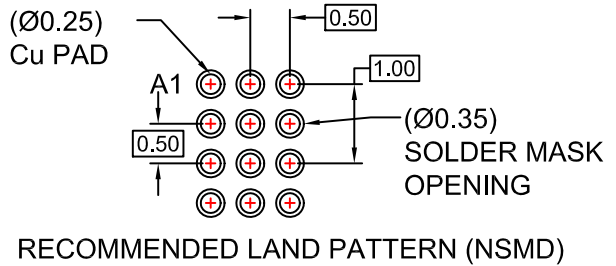 (Ø0.25)
Cu PAD
0.50
1.00
A1
0.50
(Ø0.35)
SOLDER MASK
OPENING
RECOMMENDED LAND PATTERN (NSMD)